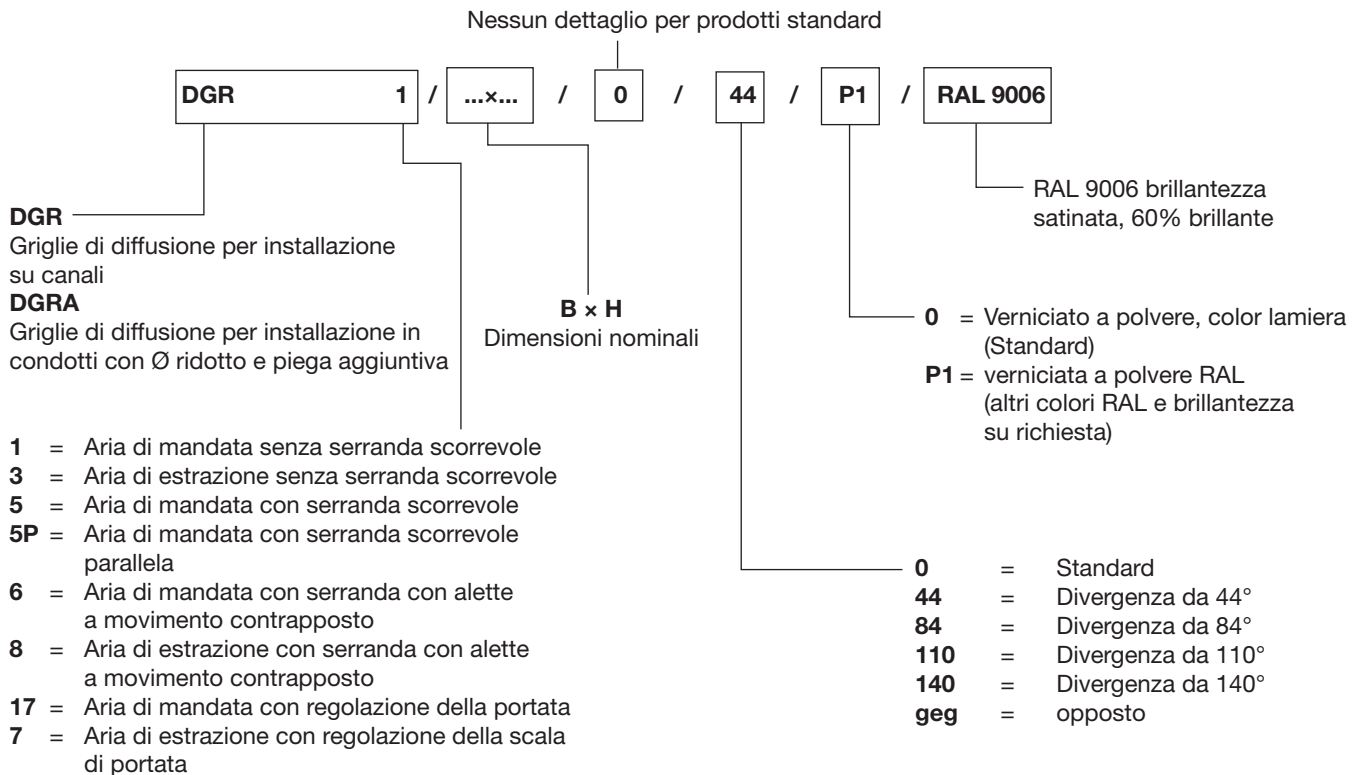 Nessun dettaglio per prodotti standard
DGR 1 / ...×... / 0 / 44 / P1 / RAL 9006
RAL 9006 brillantezza
satinata, 60% brillante
DGR
Griglie di diffusione per installazione
su canali
DGRA
Griglie di diffusione per installazione in
condotti con Ø ridotto e piega aggiuntiva
B × H
Dimensioni nominali
0 = Verniciato a polvere, color lamiera
(Standard)
P1 = verniciata a polvere RAL
(altri colori RAL e brillantezza
su richiesta)
1 = Aria di mandata senza serranda scorrevole
3 = Aria di estrazione senza serranda scorrevole
5 = Aria di mandata con serranda scorrevole
5P = Aria di mandata con serranda scorrevole
parallela
6 = Aria di mandata con serranda con alette
a movimento contrapposto
8 = Aria di estrazione con serranda con alette
a movimento contrapposto
17 = Aria di mandata con regolazione della portata
7 = Aria di estrazione con regolazione della scala
di portata
0 = Standard
44 = Divergenza da 44°
84 = Divergenza da 84°
110 = Divergenza da 110°
140 = Divergenza da 140°
geg = opposto